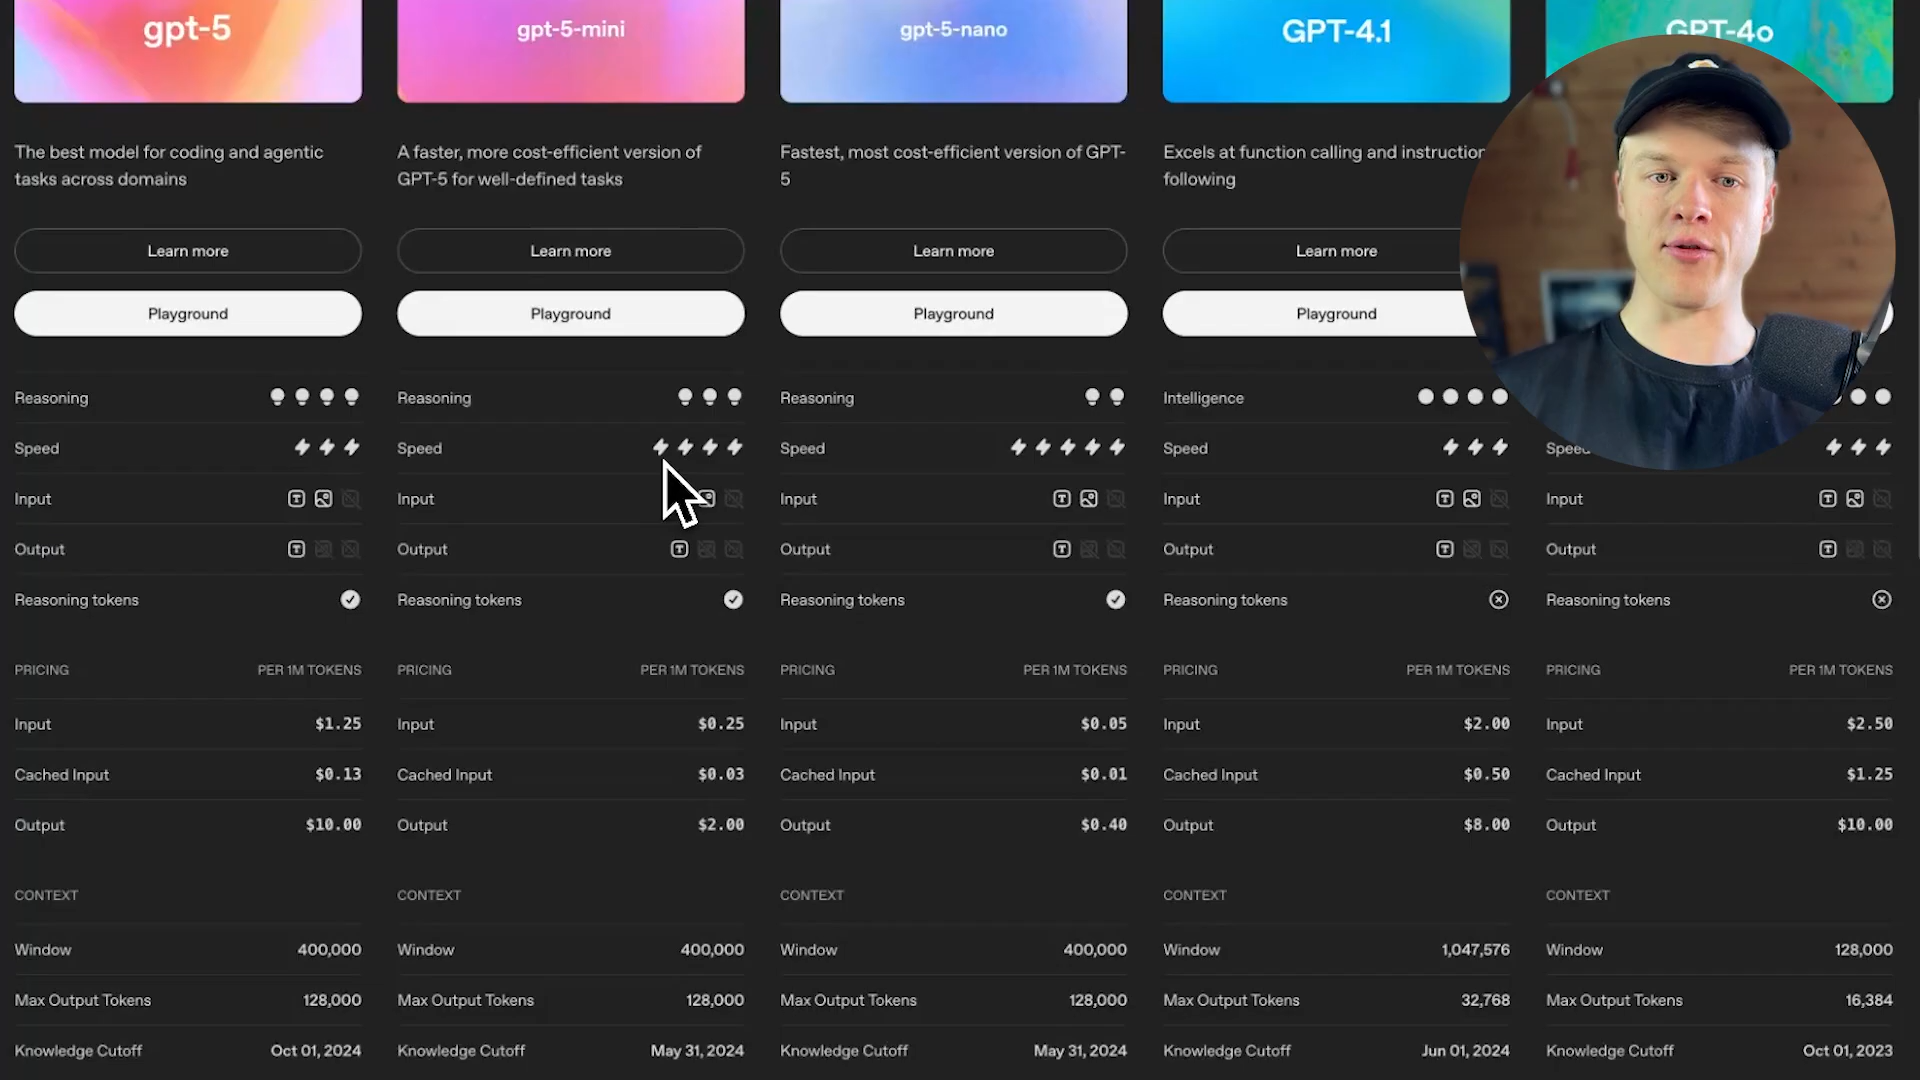 gpt-5
gpt-5-mini
gpt-5-nano
GPT-4.1
GPT-4o
The best model for coding and agentic
tasks across domains
A faster, more cost-efficient version of
GPT-5 for well-defined tasks
Fastest, most cost-efficient version of GPT-
5
Excels at function calling and instruction
following
Learn more
Learn more
Learn more
Learn more
Playground
Playground
Playground
Playground
Reasoning
Reasoning
Reasoning
Intelligence
Speed
Speed
Speed
Speed
Speed
Input
Input
Input
Input
Input
Output
Output
Output
Output
Output
Reasoning tokens
Reasoning tokens
Reasoning tokens
Reasoning tokens
Reasoning tokens
PRICING PER 1M TOKENS
PRICING PER 1M TOKENS
PRICING PER 1M TOKENS
PRICING PER 1M TOKENS
PRICING PER 1M TOKENS
Input $1.25
Input $0.25
Input $0.05
Input $2.00
Input $2.50
Cached Input $0.13
Cached Input $0.03
Cached Input $0.01
Cached Input $0.50
Cached Input $1.25
Output $10.00
Output $2.00
Output $0.40
Output $8.00
Output $10.00
CONTEXT
CONTEXT
CONTEXT
CONTEXT
CONTEXT
Window 400,000
Window 400,000
Window 400,000
Window 1,047,576
Window 128,000
Max Output Tokens 128,000
Max Output Tokens 128,000
Max Output Tokens 128,000
Max Output Tokens 32,768
Max Output Tokens 16,384
Knowledge Cutoff Oct 01, 2024
Knowledge Cutoff May 31, 2024
Knowledge Cutoff May 31, 2024
Knowledge Cutoff Jun 01, 2024
Knowledge Cutoff Oct 01, 2023